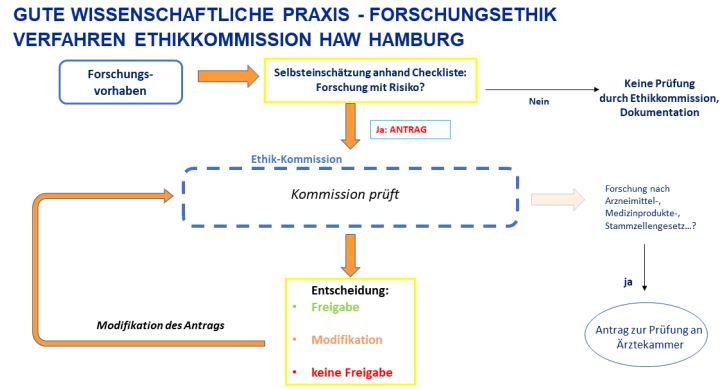 GUTE WISSENSCHAFTLICHE PRAXIS - FORSCHUNGSETHIK
VERFAHREN ETHIKKOMMISSION HAW HAMBURG
Forschungs-
vorhaben
Selbsteinschätzung anhand Checkliste:
Forschung mit Risiko?
Nein
Keine Prüfung
durch Ethikkommission,
Dokumentation
Ja: ANTRAG
Ethik-Kommission
Kommission prüft
Forschung nach
Arzneimittel-,
Medizinprodukte-,
Stammzellengesetz...?
ja
Antrag zur Prüfung an
Ärztekammer
Entscheidung:
• Freigabe
• Modifikation
• keine Freigabe
Modifikation des Antrags